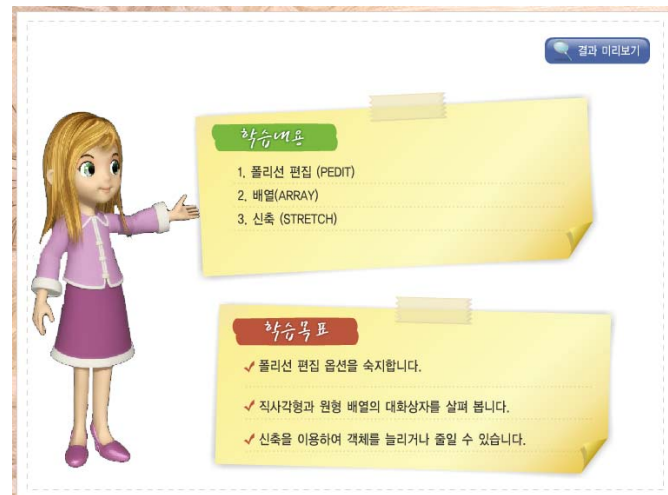 결과 미리보기
학습내용
1. 폴리선 편집 (PEDIT)
2. 배열(ARRAY)
3. 신축 (STRETCH)
학습목표
폴리선 편집 옵션을 숙지합니다.
직사각형과 원형 배열의 대화상자를 살펴 봅니다.
신축을 이용하여 객체를 늘리거나 줄일 수 있습니다.